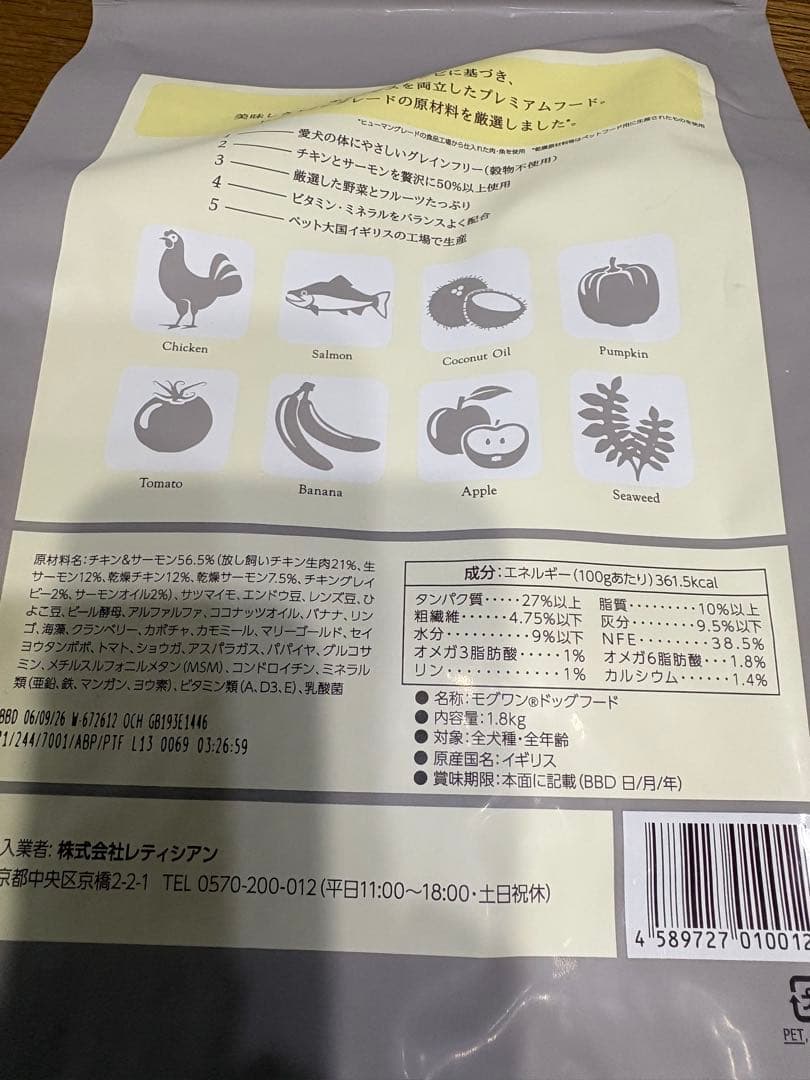 に基づき、
を両立したプレミアムフード。
美味しさ
レードの原材料を厳選しました*。
*ヒューマングレードの食品工場から仕入れた肉・魚を使用
2 愛犬の体にやさしいグレインフリー(穀物不使用)
3 チキンとサーモンを贅沢に50%以上使用
4 厳選した野菜とフルーツたっぷり
5 ビタミン・ミネラルをバランスよく配合
ペット大国イギリスの工場で生産
Chicken
Salmon
Coconut Oil
Pumpkin
Tomato
Banana
Apple
Seaweed
原材料名:チキン&サーモン56.5%(放し飼いチキン生肉21%、生
サーモン12%、乾燥チキン12%、乾燥サーモン7.5%、チキングレイ
ビー2%、サーモンオイル2%)、サツマイモ、エンドウ豆、レンズ豆、ひ
よこ豆、ビール酵母、アルファルファ、ココナッツオイル、バナナ、リン
ゴ、海藻、クランベリー、カボチャ、カモミール、マリーゴールド、セイ
ヨウタンポポ、トマト、ショウガ、アスパラガス、パパイヤ、グルコサ
ミン、メチルスルフォニルメタン(MSM)、コンドロイチン、ミネラル
類(亜鉛、鉄、マンガン、ヨウ素)、ビタミン類(A、D3、E)、乳酸菌
BBD 06/09/26 W:672612 OCH GB193E1446
1/244/7001/ABP/PTF L13 0069 03:26:59
成分:エネルギー(100gあたり)361.5kcal
タンパク質・・・・・27%以上 脂質・・・・・・・・・10%以上
粗繊維・・・・・・4.75%以下 灰分・・・・・・・・・9.5%以下
水分・・・・・・・・・・9%以下 NFE・・・・・・・・38.5%
オメガ3脂肪酸・・・・・1% オメガ6脂肪酸・・・1.8%
リン・・・・・・・・・・・・1% カルシウム・・・・・・1.4%
● 名称:モグワン®ドッグフード
● 内容量:1.8kg
● 対象:全犬種・全年齢
● 原産国名:イギリス
● 賞味期限:本面に記載(BBD 日/月/年)
入業者:株式会社レティシアン
京都中央区京橋2-2-1 TEL 0570-200-012(平日11:00~18:00・土日祝休)
4 589727 010012
PET,